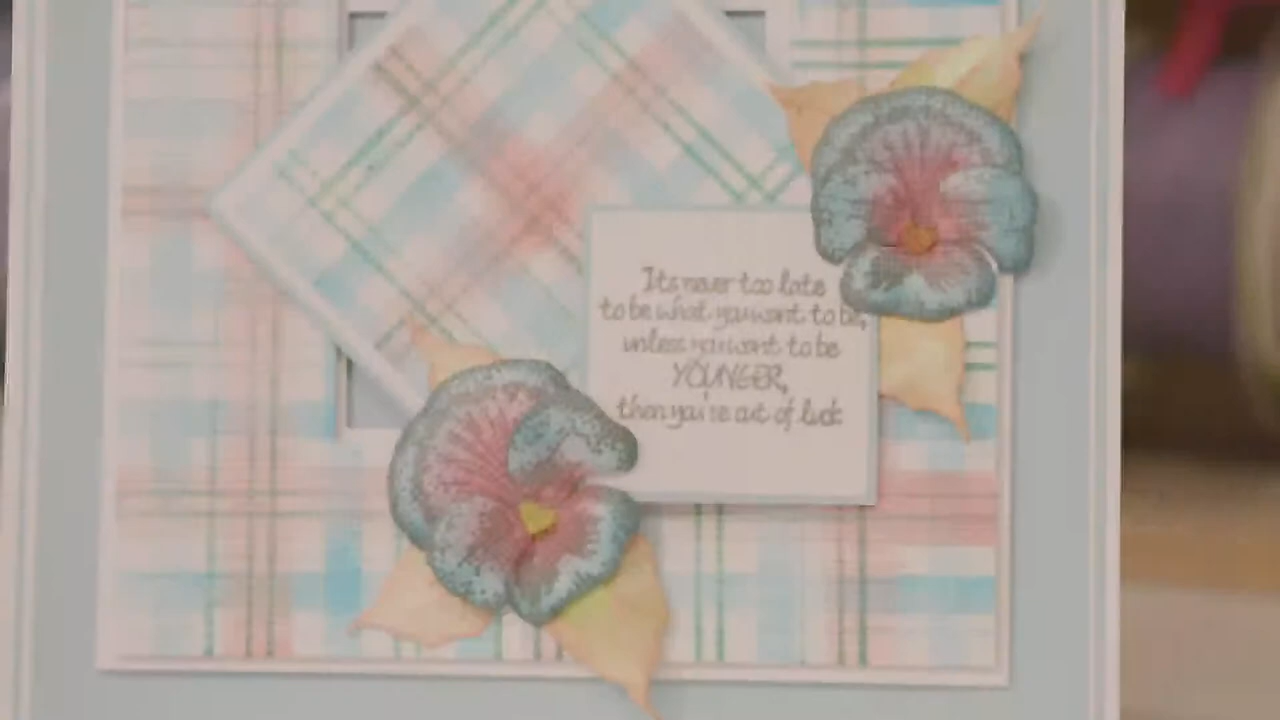 It's never too late
to be what you want to be,
unless you want to be
YOUNGER,
then you're out of luck